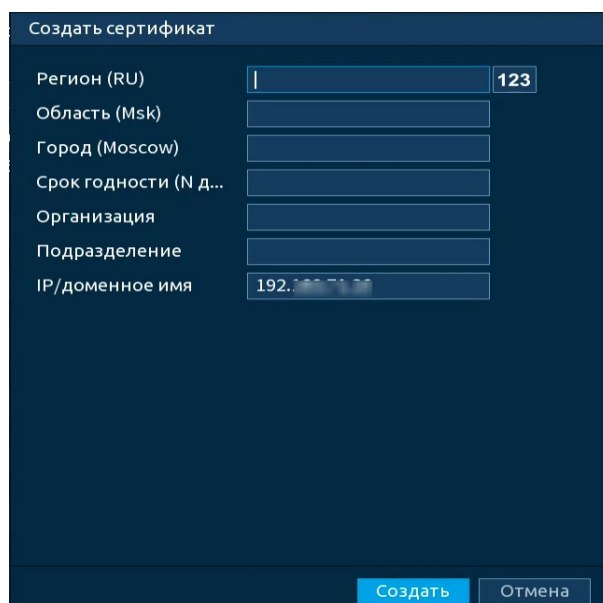 Создать сертификат
Регион (RU) 123
Область (Msk)
Город (Moscow)
Срок годности (N д...
Организация
Подразделение
IP/доменное имя 192.
Создать Отмена